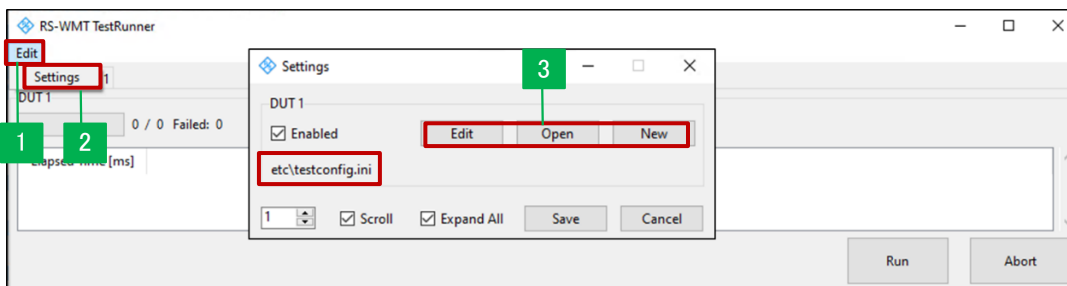 RS-WMT TestRunner
Edit
Settings 1
DUT 1
0 / 0 Failed: 0
1
2
Elapsed Time [ms]
Settings
3
DUT 1
Enabled
Edit
Open
New
etc\testconfig.ini
1
Scroll
Expand All
Save
Cancel
Run
Abort